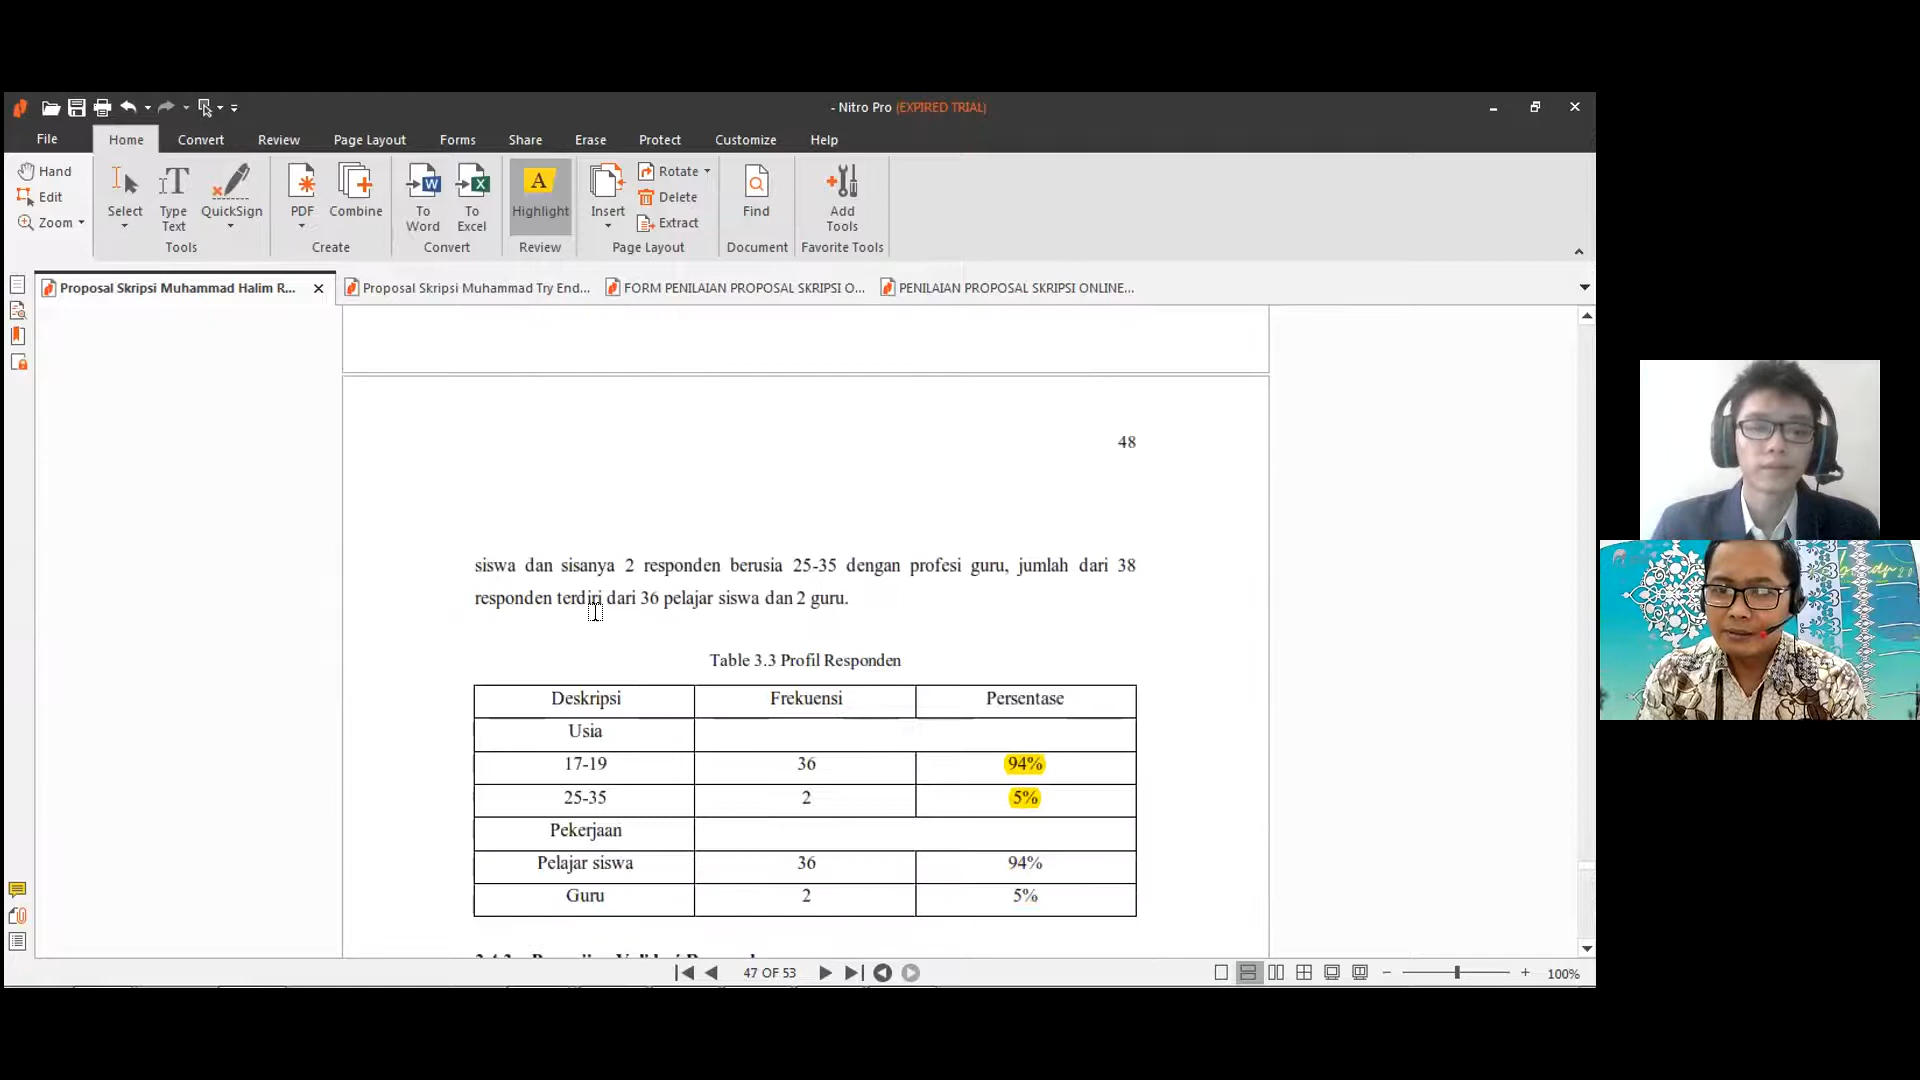 - Nitro Pro (EXPIRED TRIAL)
File Home Convert Review Page Layout Forms Share Erase Protect Customize Help
Hand
Edit
Zoom
Select
Type Text
QuickSign
Tools
PDF
Combine
Create
To Word
To Excel
Convert
Highlight
Review
Insert
Rotate
Delete
Extract
Page Layout
Find
Document
Add Tools
Favorite Tools
Proposal Skripsi Muhammad Halim R...
Proposal Skripsi Muhammad Try End...
FORM PENILAIAN PROPOSAL SKRIPSI O...
PENILAIAN PROPOSAL SKRIPSI ONLINE...
48
siswa dan sisanya 2 responden berusia 25-35 dengan profesi guru, jumlah dari 38
responden terdiri dari 36 pelajar siswa dan 2 guru.
Table 3.3 Profil Responden
Deskripsi Frekuensi Persentase
Usia
17-19 36 94%
25-35 2 5%
Pekerjaan
Pelajar siswa 36 94%
Guru 2 5%
47 OF 53
100%